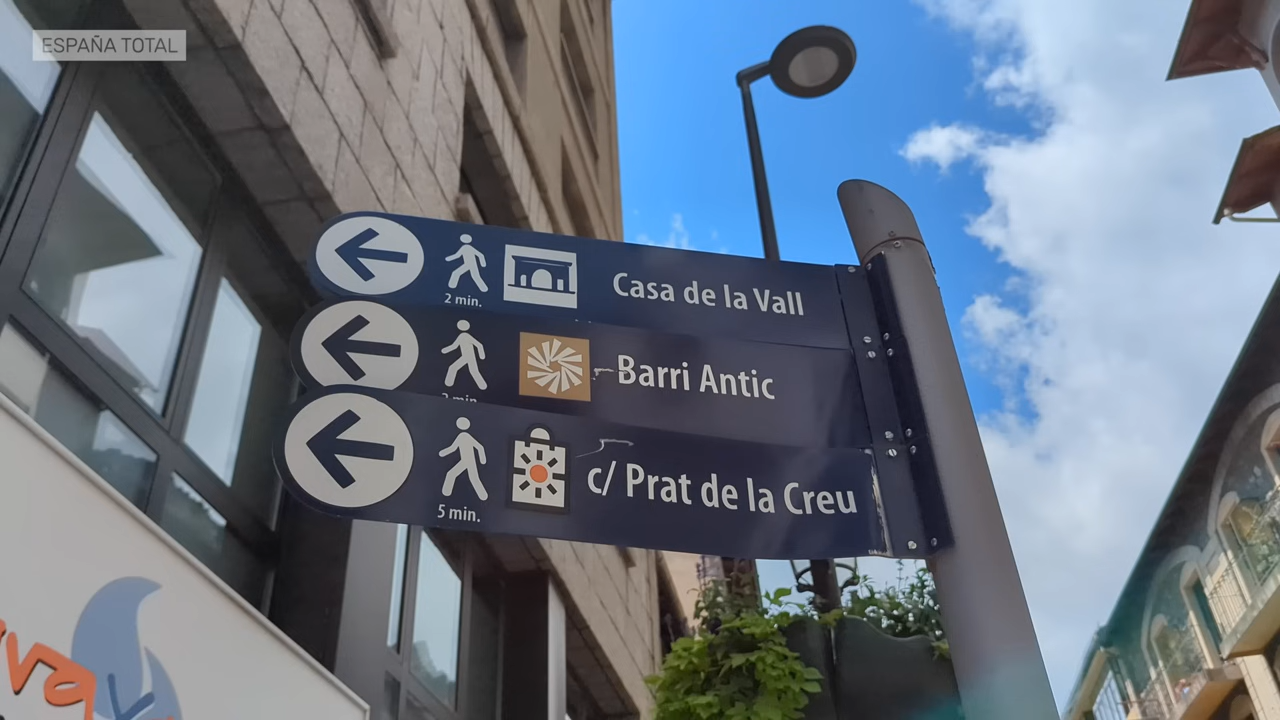 ESPAÑA TOTAL
2 min.
Casa de la Vall
Barri Antic
5 min.
c/ Prat de la Creu